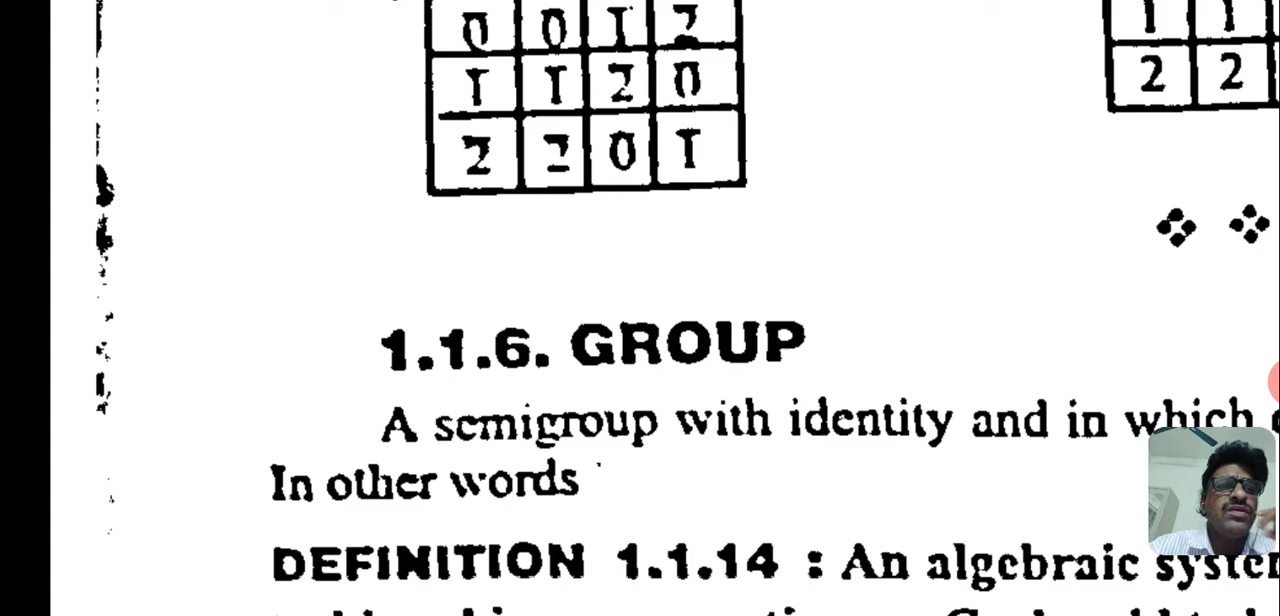 0 0 1 2
1 1 2 0
2 2 0 1
1 1
2 2
1.1.6. GROUP
A semigroup with identity and in which
In other words
DEFINITION 1.1.14 : An algebraic